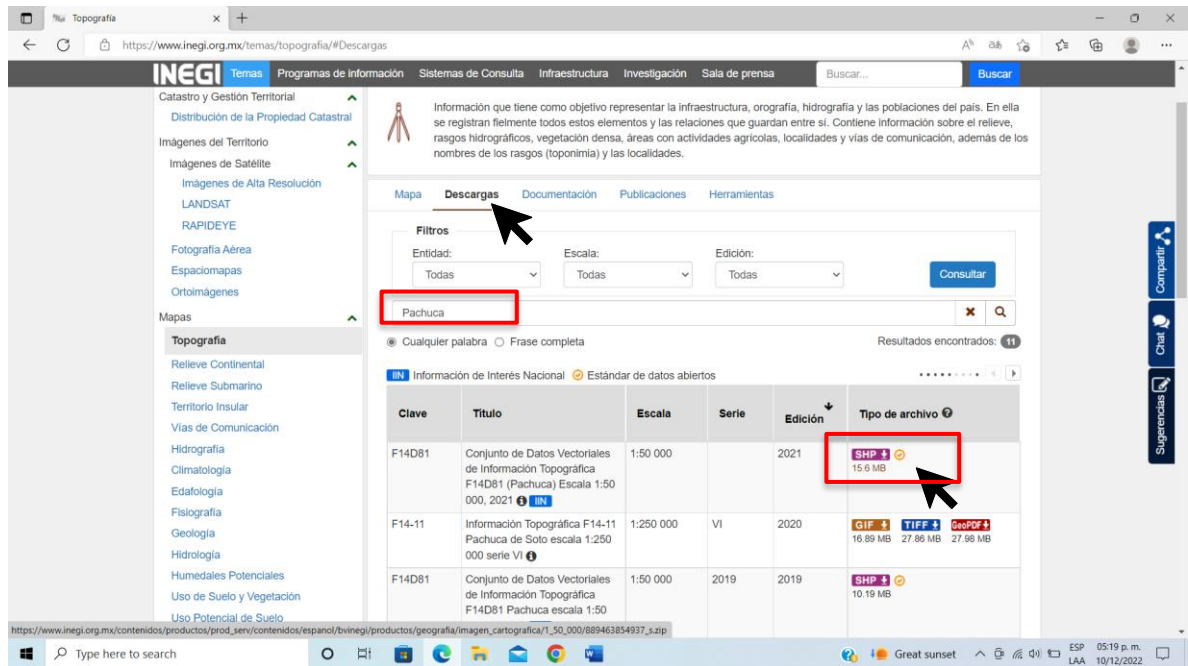 Topografía
https://www.inegi.org.mx/temas/topografia/#Descargas
INEGI Temas Programas de información Sistemas de Consulta Infraestructura Investigación Sala de prensa Buscar... Buscar
Catastro y Gestión Territorial
Distribución de la Propiedad Catastral
Imágenes del Territorio
Imágenes de Satélite
Imágenes de Alta Resolución
LANDSAT
RAPIDEYE
Fotografía Aérea
Espaciomapas
Ortoimágenes
Mapas
Topografía
Relieve Continental
Relieve Submarino
Territorio Insular
Vías de Comunicación
Hidrografía
Climatología
Edafología
Fisiografía
Geología
Hidrología
Humedales Potenciales
Uso de Suelo y Vegetación
Uso Potencial de Suelo
Información que tiene como objetivo representar la infraestructura, orografía, hidrografía y las poblaciones del país. En ella
se registran fielmente todos estos elementos y las relaciones que guardan entre sí. Contiene información sobre el relieve,
rasgos hidrográficos, vegetación densa, áreas con actividades agrícolas, localidades y vías de comunicación, además de los
nombres de los rasgos (toponimia) y las localidades.
Mapa Descargas Documentación Publicaciones Herramientas
Filtros
Entidad: Escala: Edición:
Todas Todas Todas Consultar
Pachuca
Cualquier palabra Frase completa Resultados encontrados: 11
IIN Información de Interés Nacional Estándar de datos abiertos
Clave Título Escala Serie Edición Tipo de archivo
F14D81 Conjunto de Datos Vectoriales 1:50 000 2021 SHP
de Información Topográfica 15.6 MB
F14D81 (Pachuca) Escala 1:50
000, 2021 IIN
F14-11 Información Topográfica F14-11 1:250 000 VI 2020 GIF TIFF GeoPDF
Pachuca de Soto escala 1:250 16.89 MB 27.86 MB 27.98 MB
000 serie VI
F14D81 Conjunto de Datos Vectoriales 1:50 000 2019 2019 SHP
de Información Topográfica 10.19 MB
F14D81 Pachuca escala 1:50
Compartir
Chat
Sugerencias
https://www.inegi.org.mx/contenidos/productos/prod_serv/contenidos/espanol/bvinegi/productos/geografia/imagen_cartografica/1_50_000/889463854937_s.zip
Type here to search Great sunset ESP 05:19 p. m.
LAA 10/12/2022